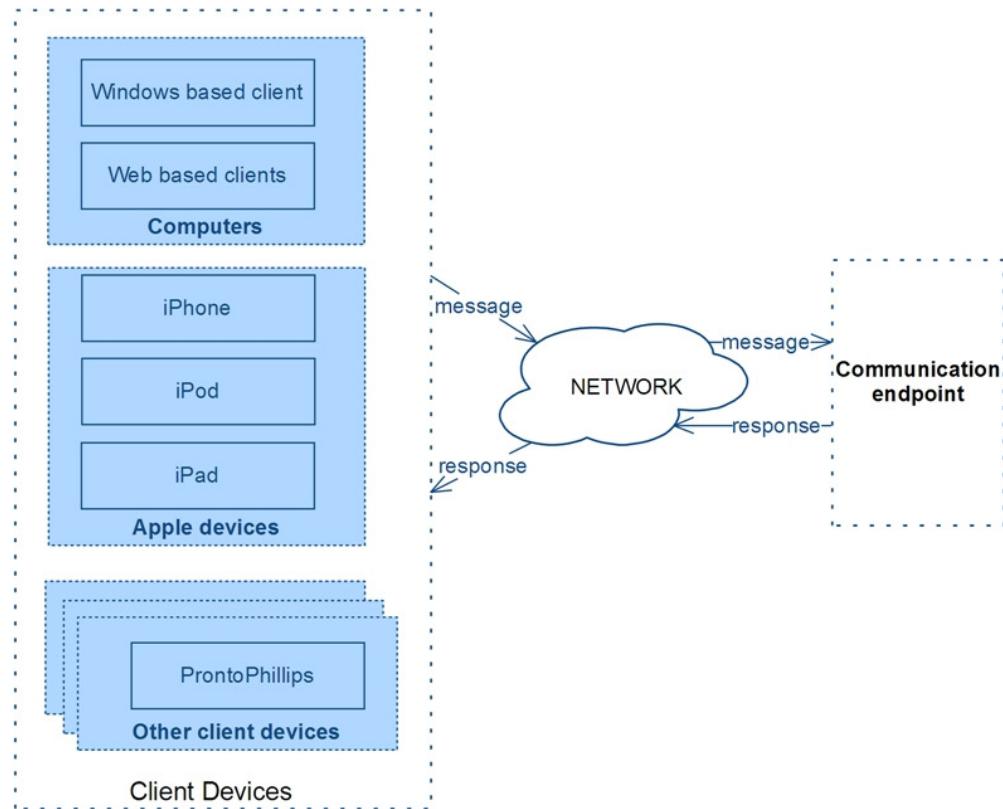 Windows based client
Web based clients
Computers
iPhone
iPod
iPad
Apple devices
ProntoPhillips
Other client devices
Client Devices
message
response
NETWORK
message
response
Communication
endpoint